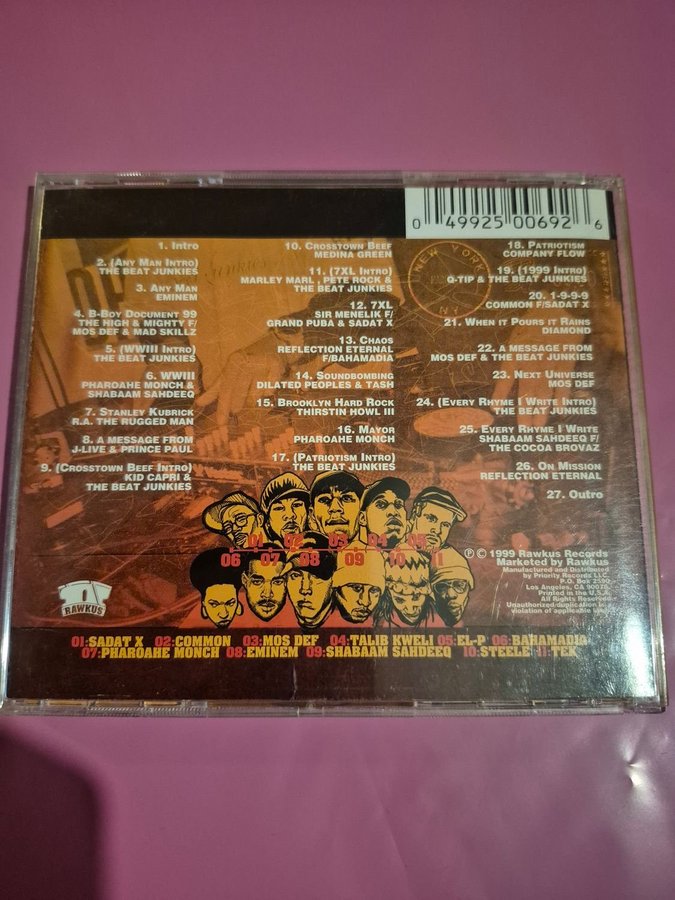 0 49925 00692 6
1. Intro
2. (Any Man Intro)
The Beat Junkies
3. Any Man
Eminem
4. B-Boy Document 99
The High & Mighty F/
Mos Def & Mad Skillz
5. (WWIII Intro)
The Beat Junkies
6. WWIII
Pharoahe Monch &
Shabaam Sahdeeq
7. Stanley Kubrick
R.A. The Rugged Man
8. A Message From
J-Live & Prince Paul
9. (Crosstown Beef Intro)
Kid Capri &
The Beat Junkies
10. Crosstown Beef
Medina Green
11. (7XL Intro)
Marley Marl, Pete Rock &
The Beat Junkies
12. 7XL
Sir Menelik F/
Grand Puba & Sadat X
13. Chaos
Reflection Eternal
F/Bahamadia
14. Soundbombing
Dilated Peoples & Tash
15. Brooklyn Hard Rock
Thirstin Howl III
16. Mayor
Pharoahe Monch
17. (Patriotism Intro)
The Beat Junkies
18. Patriotism
Company Flow
19. (1999 Intro)
Q-Tip & The Beat Junkies
20. 1-9-9-9
Common F/Sadat X
21. When It Pours It Rains
Diamond
22. A Message From
Mos Def & The Beat Junkies
23. Next Universe
Mos Def
24. (Every Rhyme I Write Intro)
The Beat Junkies
25. Every Rhyme I Write
Shabaam Sahdeeq F/
The Cocoa Brovaz
26. On Mission
Reflection Eternal
27. Outro
NEW YORK
01 02 03 04 05
06 07 08 09 10 11
RAWKUS
℗ © 1999 Rawkus Records
Marketed by Rawkus
Manufactured and Distributed
by Priority Records LLC.
P.O. Box 2590
Los Angeles, CA 90028.
Printed in the U.S.A.
All Rights Reserved.
Unauthorized duplication is a
violation of applicable laws.
01:SADAT X 02:COMMON 03:MOS DEF 04:TALIB KWELI 05:EL-P 06:BAHAMADIA
07:PHAROAHE MONCH 08:EMINEM 09:SHABAAM SAHDEEQ 10:STEELE 11:TEK